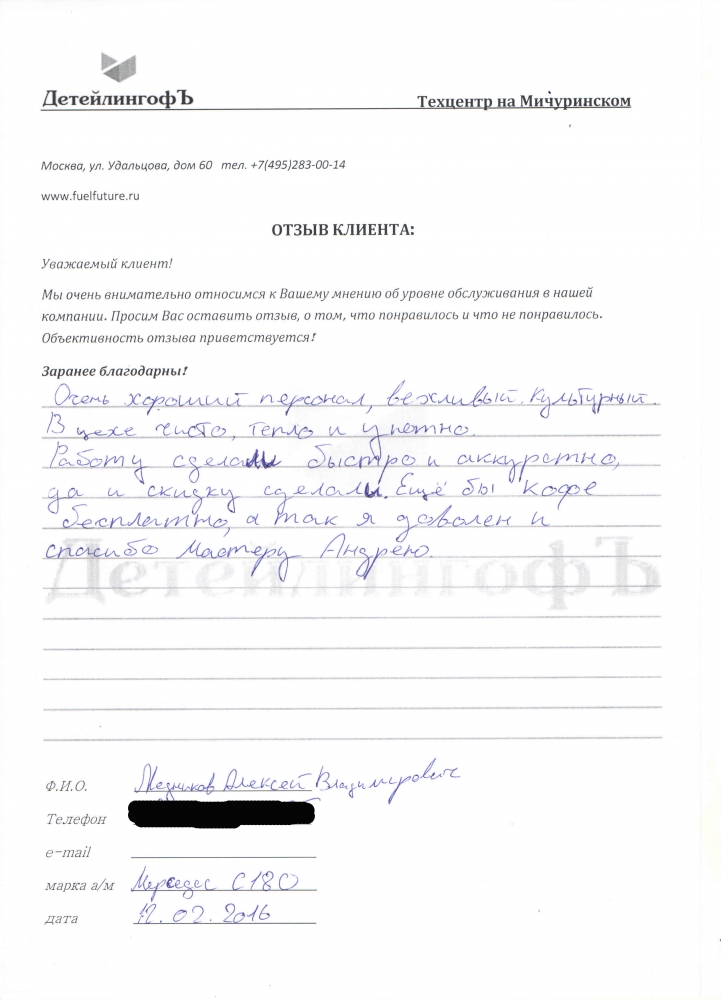 ДетейлингофЪ
Техцентр на Мичуринском
Москва, ул. Удальцова, дом 60 тел. +7(495)283-00-14
www.fuelfuture.ru
ОТЗЫВ КЛИЕНТА:
Уважаемый клиент!
Мы очень внимательно относимся к Вашему мнению об уровне обслуживания в нашей
компании. Просим Вас оставить отзыв, о том, что понравилось и что не понравилось.
Объективность отзыва приветствуется!
Заранее благодарны!
Очень хороший персонал, вежливый. Культурный.
В цехе чисто, тепло и уютно.
Работу сделали быстро и аккуратно,
да и скидку сделали. Ещё бы кофе
бесплатно, а так я доволен и
спасибо мастеру Андрею.
ДетейлингофЪ
Ф.И.О. Медников Алексей Владимирович
Телефон
e-mail
марка а/м Мерседес С180
дата 12.02.2016